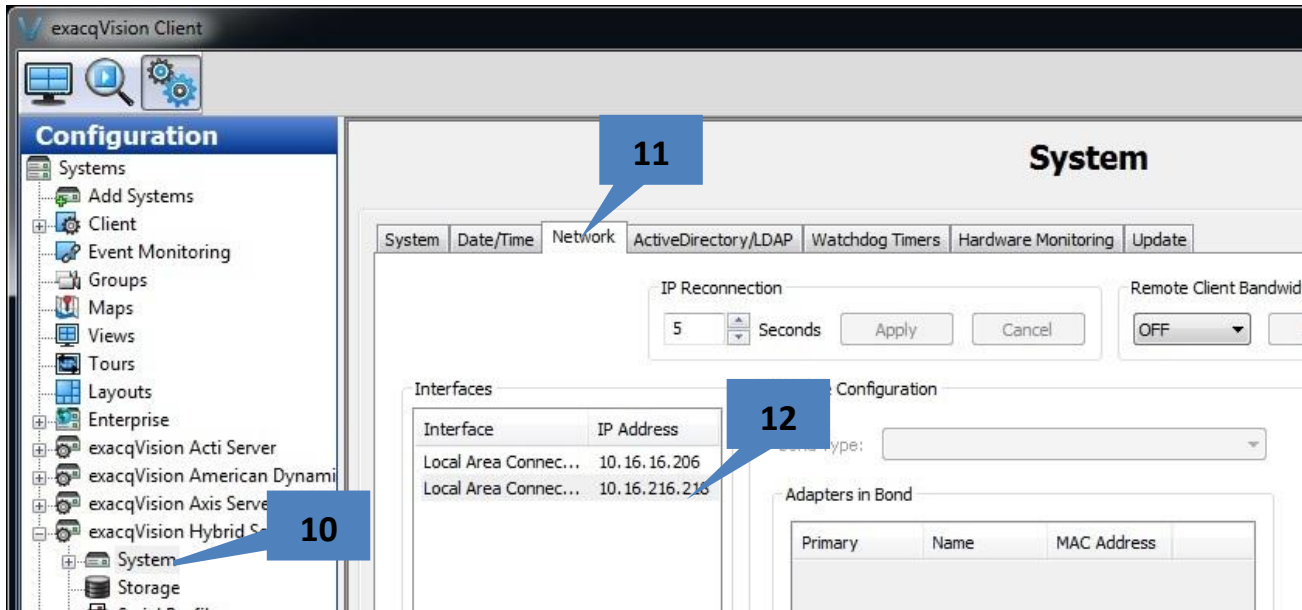 exacqVision Client
Configuration
Systems
Add Systems
Client
Event Monitoring
Groups
Maps
Views
Tours
Layouts
Enterprise
exacqVision Acti Server
exacqVision American Dynami
exacqVision Axis Serve
exacqVision Hybrid Se
10
System
Storage
11
System
System Date/Time Network ActiveDirectory/LDAP Watchdog Timers Hardware Monitoring Update
IP Reconnection
5 Seconds Apply Cancel
Remote Client Bandwid
OFF
Interfaces
Interface IP Address
Local Area Connec... 10.16.16.206
Local Area Connec... 10.16.216.216
12
Configuration
Type:
Adapters in Bond
Primary Name MAC Address